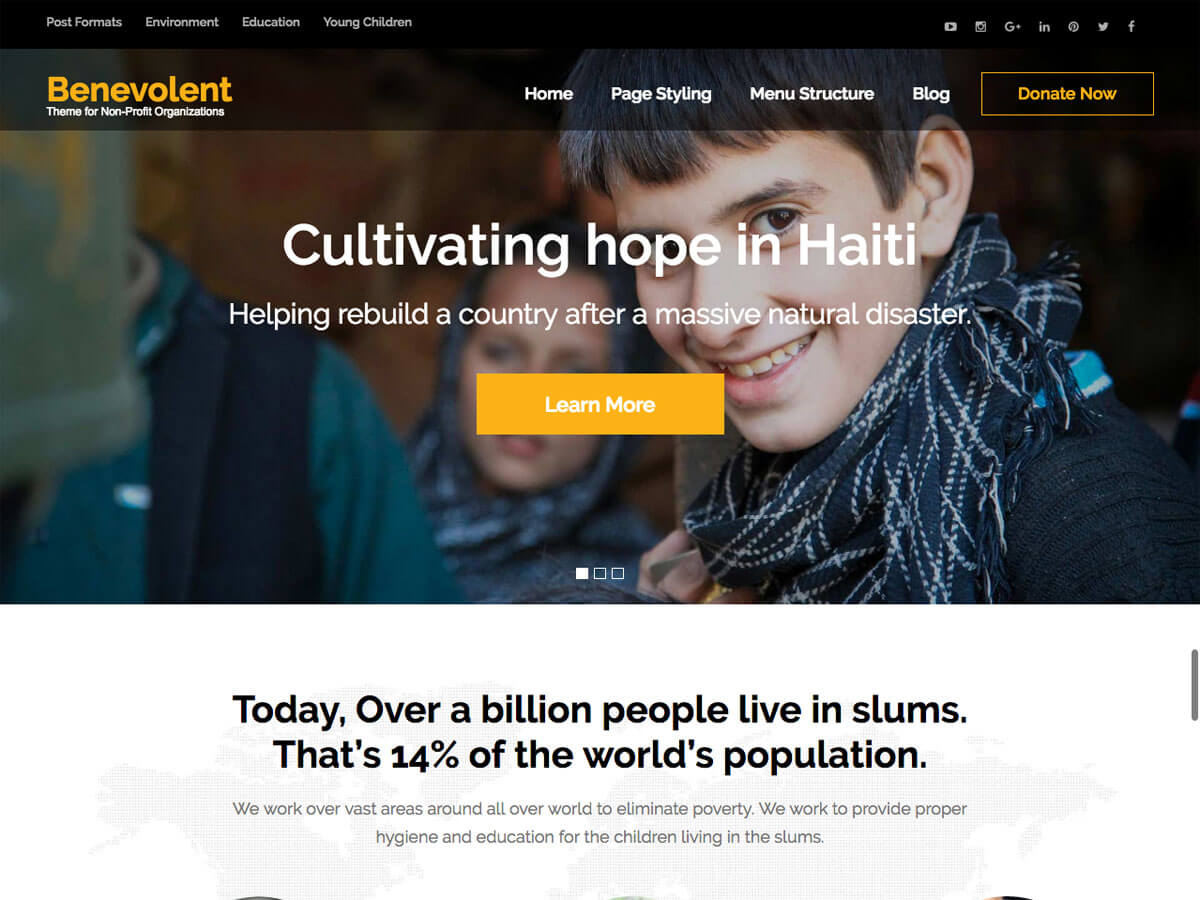 Post Formats Environment Education Young Children
Benevolent
Theme for Non-Profit Organizations
Home Page Styling Menu Structure Blog Donate Now
Cultivating hope in Haiti
Helping rebuild a country after a massive natural disaster.
Learn More
Today, Over a billion people live in slums.
That’s 14% of the world’s population.
We work over vast areas around all over world to eliminate poverty. We work to provide proper
hygiene and education for the children living in the slums.